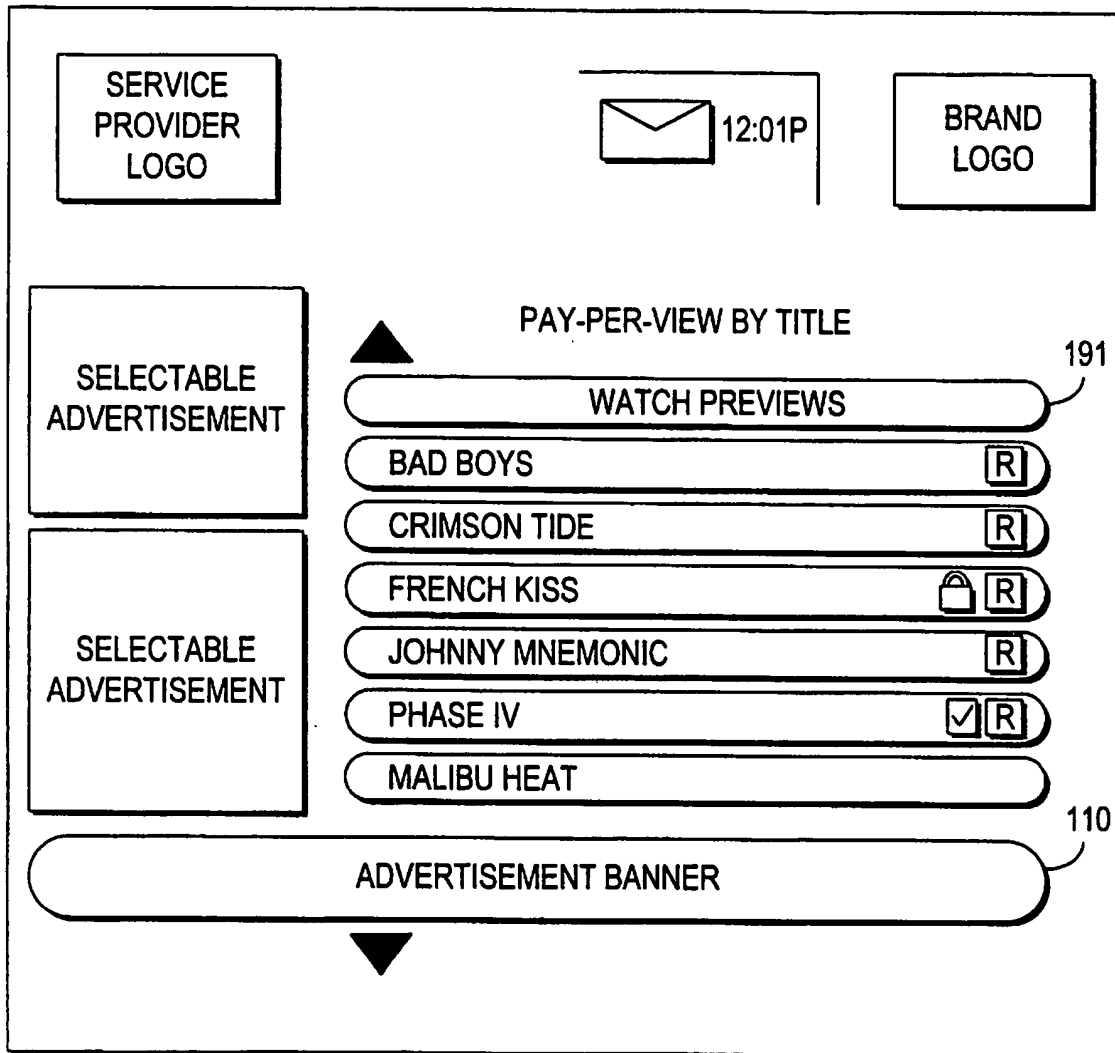 SERVICE
PROVIDER
LOGO
12:01P
BRAND
LOGO
SELECTABLE
ADVERTISEMENT
SELECTABLE
ADVERTISEMENT
PAY-PER-VIEW BY TITLE
191
WATCH PREVIEWS
BAD BOYS R
CRIMSON TIDE R
FRENCH KISS R
JOHNNY MNEMONIC R
PHASE IV R
MALIBU HEAT
110
ADVERTISEMENT BANNER